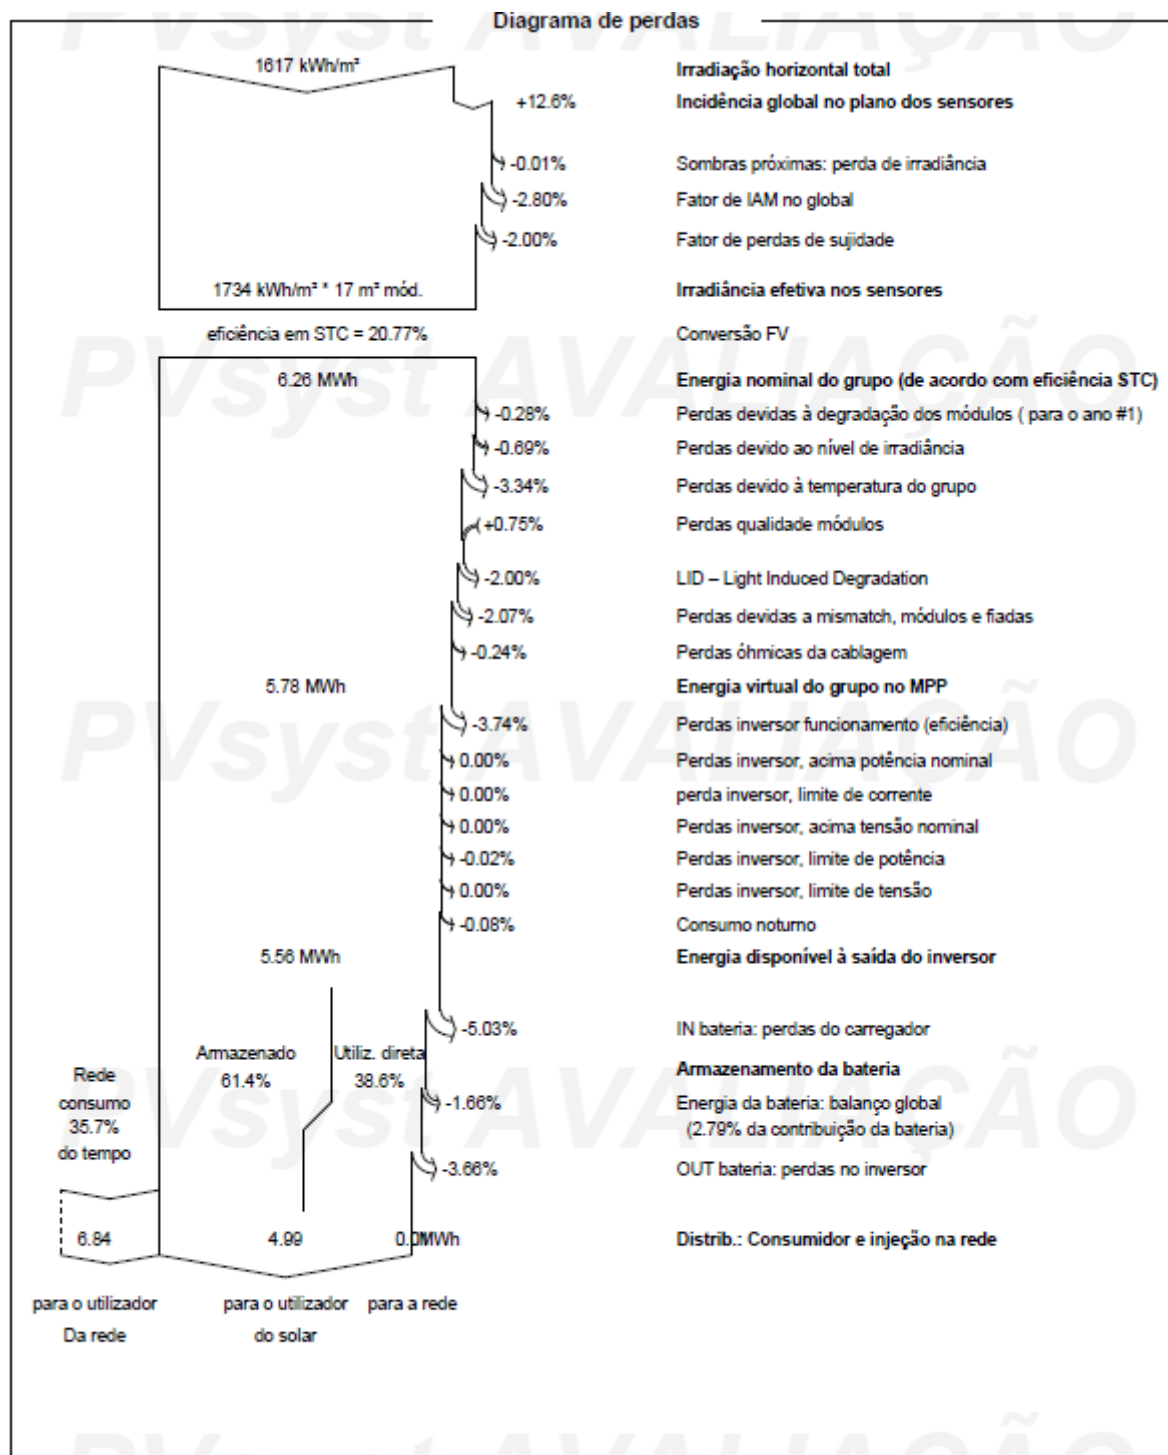 Diagrama de perdas
PVsyst AVALIAÇÃO
1617 kWh/m²
Irradiação horizontal total
+12.6%
Incidência global no plano dos sensores
-0.01%
Sombras próximas: perda de irradiância
-2.80%
Fator de IAM no global
-2.00%
Fator de perdas de sujidade
1734 kWh/m² * 17 m² mód.
Irradiância efetiva nos sensores
eficiência em STC = 20.77%
Conversão FV
PVsyst AVALIAÇÃO
6.26 MWh
Energia nominal do grupo (de acordo com eficiência STC)
-0.28%
Perdas devidas à degradação dos módulos ( para o ano #1)
-0.69%
Perdas devido ao nível de irradiância
-3.34%
Perdas devido à temperatura do grupo
+0.75%
Perdas qualidade módulos
-2.00%
LID – Light Induced Degradation
-2.07%
Perdas devidas a mismatch, módulos e fiadas
-0.24%
Perdas óhmicas da cablagem
5.78 MWh
Energia virtual do grupo no MPP
PVsyst AVALIAÇÃO
-3.74%
Perdas inversor funcionamento (eficiência)
0.00%
Perdas inversor, acima potência nominal
0.00%
perda inversor, limite de corrente
0.00%
Perdas inversor, acima tensão nominal
-0.02%
Perdas inversor, limite de potência
0.00%
Perdas inversor, limite de tensão
-0.08%
Consumo noturno
5.56 MWh
Energia disponível à saída do inversor
-5.03%
IN bateria: perdas do carregador
Armazenado
61.4%
Utiliz. direta
38.6%
Armazenamento da bateria
Rede
consumo
35.7%
do tempo
PVsyst AVALIAÇÃO
-1.66%
Energia da bateria: balanço global
(2.79% da contribuição da bateria)
-3.66%
OUT bateria: perdas no inversor
6.84
4.99
MWh
Distrib.: Consumidor e injeção na rede
para o utilizador
Da rede
para o utilizador
do solar
para a rede
PVsyst AVALIAÇÃO